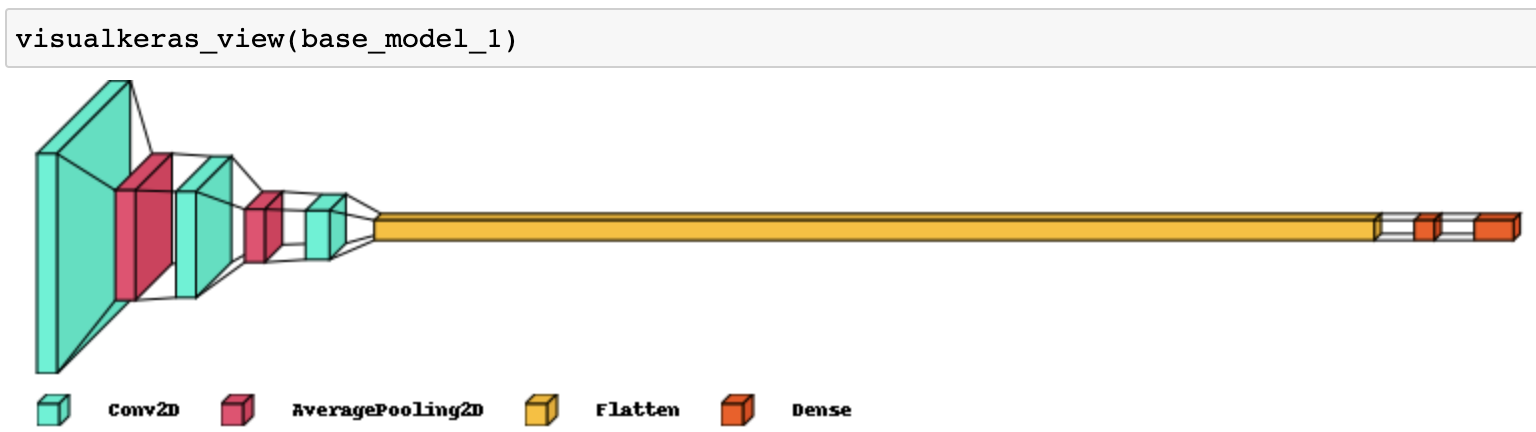 visualkeras_view(base_model_1)
Conv2D AveragePooling2D Flatten Dense